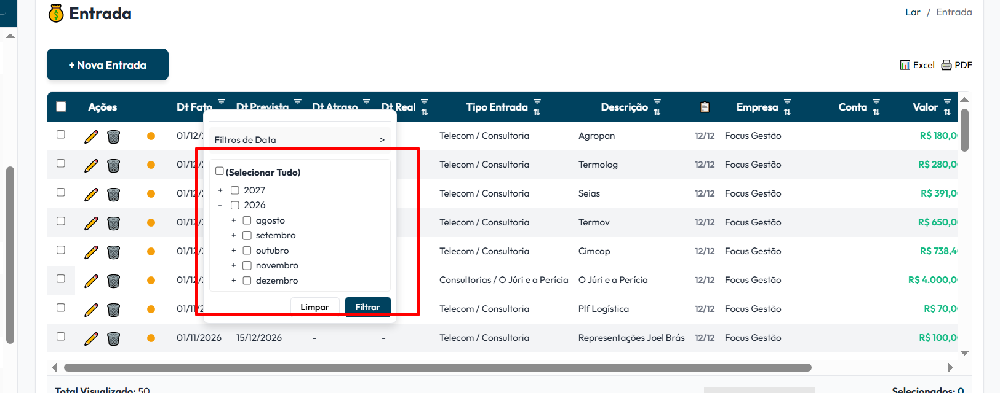 Entrada
Lar / Entrada
+ Nova Entrada
Excel PDF
Ações Dt Fato Dt Prevista Dt Atraso Dt Real Tipo Entrada Descrição Empresa Conta Valor
01/12/2 Telecom / Consultoria Agropan 12/12 Focus Gestão R$ 180,0
Filtros de Data >
01/12/2 Telecom / Consultoria Termolog 12/12 Focus Gestão R$ 280,0
(Selecionar Tudo)
+ 2027
01/12/2 Telecom / Consultoria Seias 12/12 Focus Gestão R$ 391,0
- 2026
+ agosto
01/12/2 Telecom / Consultoria Termov 12/12 Focus Gestão R$ 650,0
+ setembro
+ outubro
01/12/2 Telecom / Consultoria Cimcop 12/12 Focus Gestão R$ 738,4
+ novembro
+ dezembro
01/12/2 Consultorias / O Júri e a Perícia O Júri e a Perícia 12/12 Focus Gestão R$ 4.000,0
Limpar Filtrar
01/11/2 Telecom / Consultoria Plf Logística 12/12 Focus Gestão R$ 70,0
01/11/2026 15/12/2026 - - Telecom / Consultoria Representações Joel Brás 12/12 Focus Gestão R$ 100,0
Total Visualizado: 50
Selecionados: 0